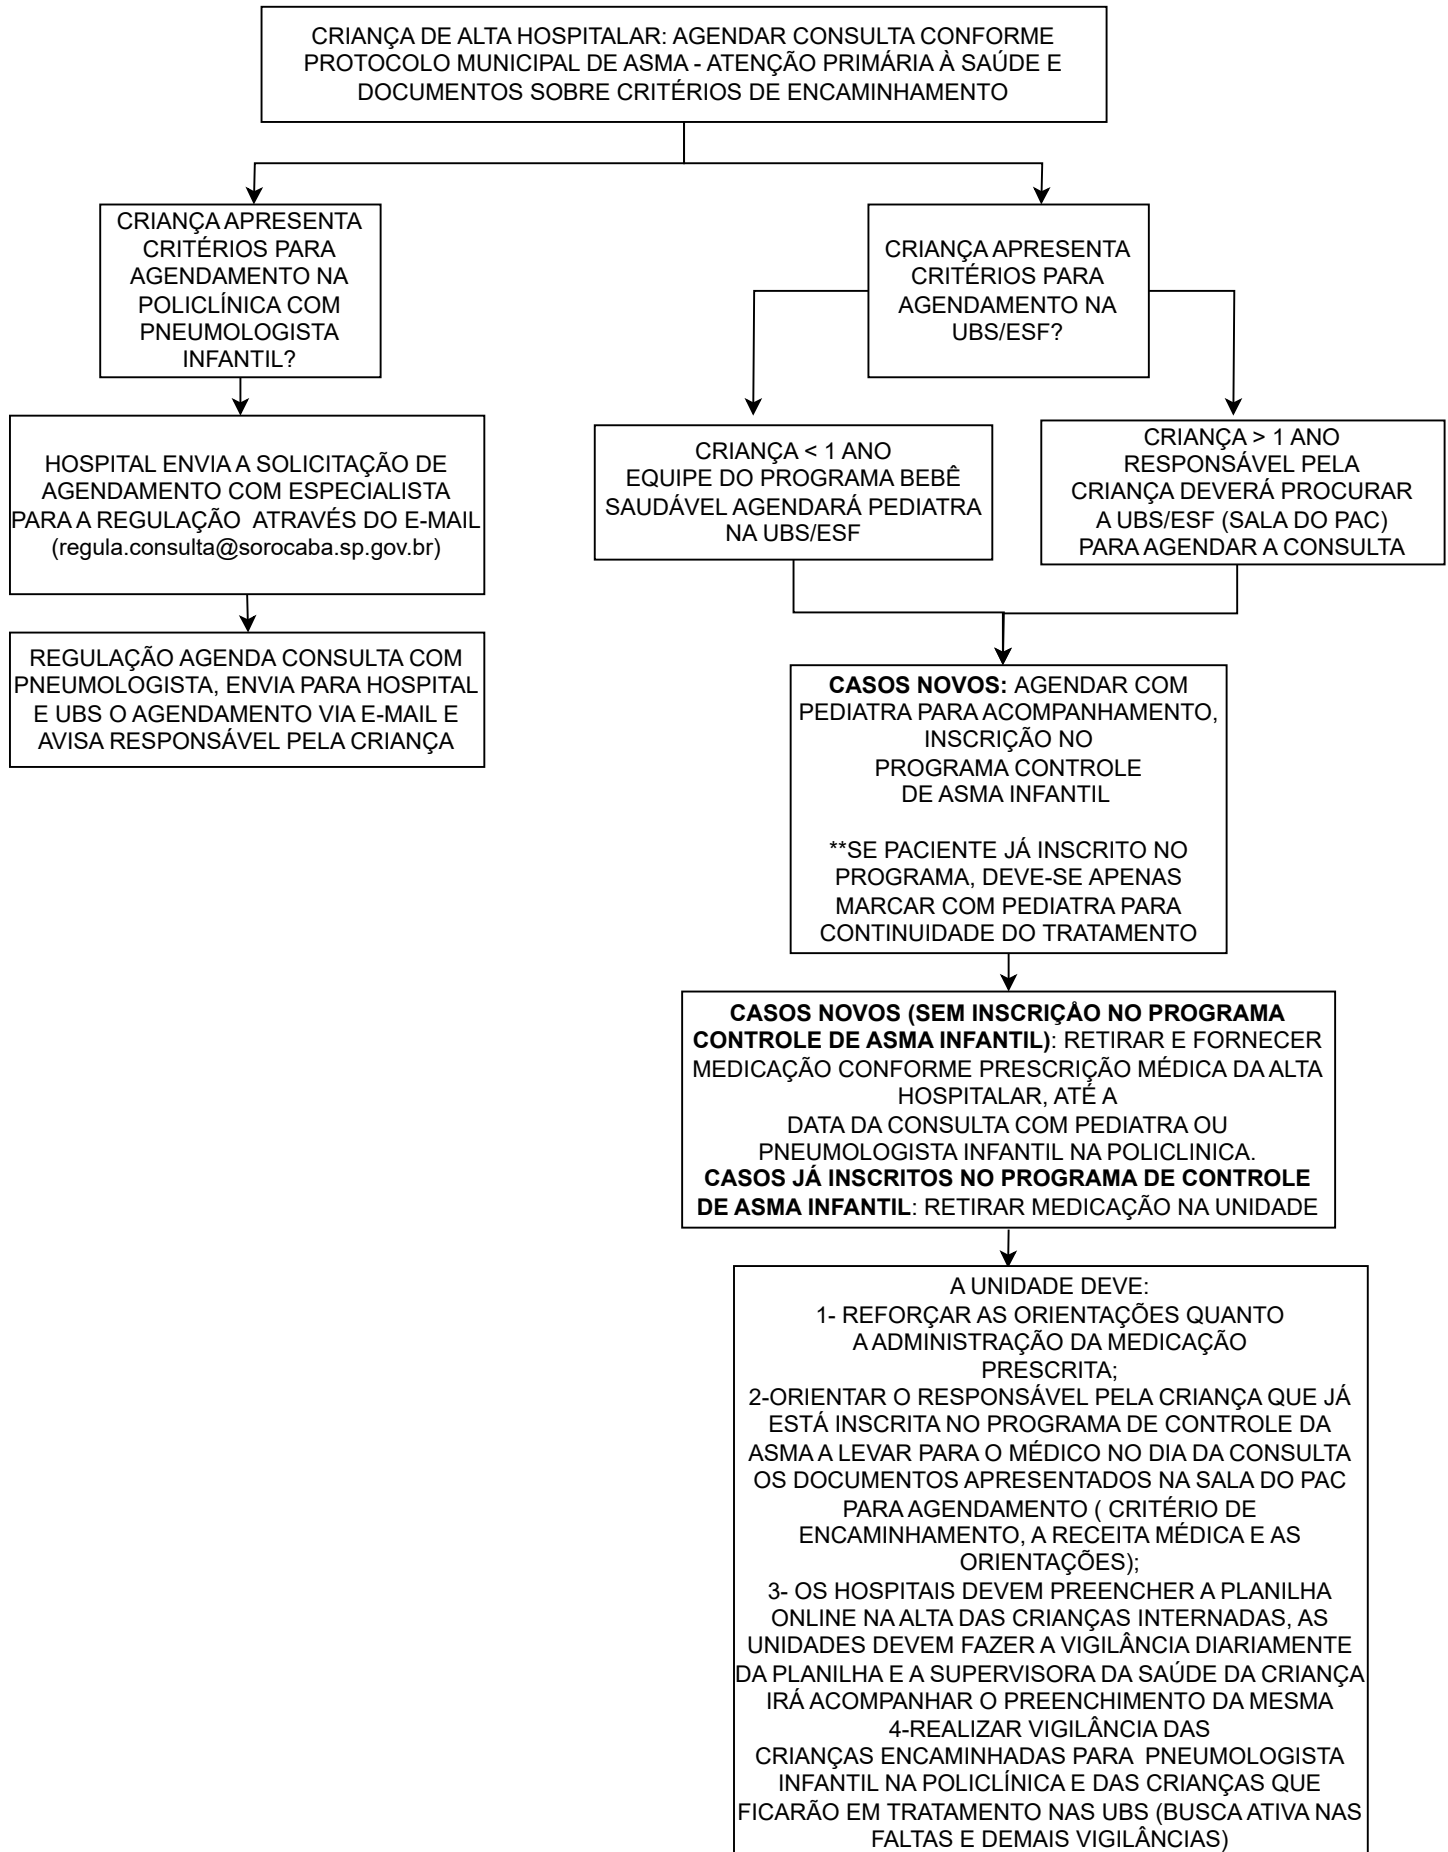 CRIANÇA DE ALTA HOSPITALAR: AGENDAR CONSULTA CONFORME
PROTOCOLO MUNICIPAL DE ASMA - ATENÇÃO PRIMÁRIA À SAÚDE E
DOCUMENTOS SOBRE CRITÉRIOS DE ENCAMINHAMENTO
CRIANÇA APRESENTA
CRITÉRIOS PARA
AGENDAMENTO NA
POLICLÍNICA COM
PNEUMOLOGISTA
INFANTIL?
HOSPITAL ENVIA A SOLICITAÇÃO DE
AGENDAMENTO COM ESPECIALISTA
PARA A REGULAÇÃO ATRAVÉS DO E-MAIL
(regula.consulta@sorocaba.sp.gov.br)
REGULAÇÃO AGENDA CONSULTA COM
PNEUMOLOGISTA, ENVIA PARA HOSPITAL
E UBS O AGENDAMENTO VIA E-MAIL E
AVISA RESPONSÁVEL PELA CRIANÇA
CRIANÇA APRESENTA
CRITÉRIOS PARA
AGENDAMENTO NA
UBS/ESF?
CRIANÇA < 1 ANO
EQUIPE DO PROGRAMA BEBÊ
SAUDÁVEL AGENDARÁ PEDIATRA
NA UBS/ESF
CRIANÇA > 1 ANO
RESPONSÁVEL PELA
CRIANÇA DEVERÁ PROCURAR
A UBS/ESF (SALA DO PAC)
PARA AGENDAR A CONSULTA
CASOS NOVOS: AGENDAR COM
PEDIATRA PARA ACOMPANHAMENTO,
INSCRIÇÃO NO
PROGRAMA CONTROLE
DE ASMA INFANTIL
**SE PACIENTE JÁ INSCRITO NO
PROGRAMA, DEVE-SE APENAS
MARCAR COM PEDIATRA PARA
CONTINUIDADE DO TRATAMENTO
CASOS NOVOS (SEM INSCRIÇÂO NO PROGRAMA
CONTROLE DE ASMA INFANTIL): RETIRAR E FORNECER
MEDICAÇÃO CONFORME PRESCRIÇÃO MÉDICA DA ALTA
HOSPITALAR, ATÉ A
DATA DA CONSULTA COM PEDIATRA OU
PNEUMOLOGISTA INFANTIL NA POLICLINICA.
CASOS JÁ INSCRITOS NO PROGRAMA DE CONTROLE
DE ASMA INFANTIL: RETIRAR MEDICAÇÃO NA UNIDADE
A UNIDADE DEVE:
1- REFORÇAR AS ORIENTAÇÕES QUANTO
A ADMINISTRAÇÃO DA MEDICAÇÃO
PRESCRITA;
2-ORIENTAR O RESPONSÁVEL PELA CRIANÇA QUE JÁ
ESTÁ INSCRITA NO PROGRAMA DE CONTROLE DA
ASMA A LEVAR PARA O MÉDICO NO DIA DA CONSULTA
OS DOCUMENTOS APRESENTADOS NA SALA DO PAC
PARA AGENDAMENTO ( CRITÉRIO DE
ENCAMINHAMENTO, A RECEITA MÉDICA E AS
ORIENTAÇÕES);
3- OS HOSPITAIS DEVEM PREENCHER A PLANILHA
ONLINE NA ALTA DAS CRIANÇAS INTERNADAS, AS
UNIDADES DEVEM FAZER A VIGILÂNCIA DIARIAMENTE
DA PLANILHA E A SUPERVISORA DA SAÚDE DA CRIANÇA
IRÁ ACOMPANHAR O PREENCHIMENTO DA MESMA
4-REALIZAR VIGILÂNCIA DAS
CRIANÇAS ENCAMINHADAS PARA PNEUMOLOGISTA
INFANTIL NA POLICLÍNICA E DAS CRIANÇAS QUE
FICARÃO EM TRATAMENTO NAS UBS (BUSCA ATIVA NAS
FALTAS E DEMAIS VIGILÂNCIAS)